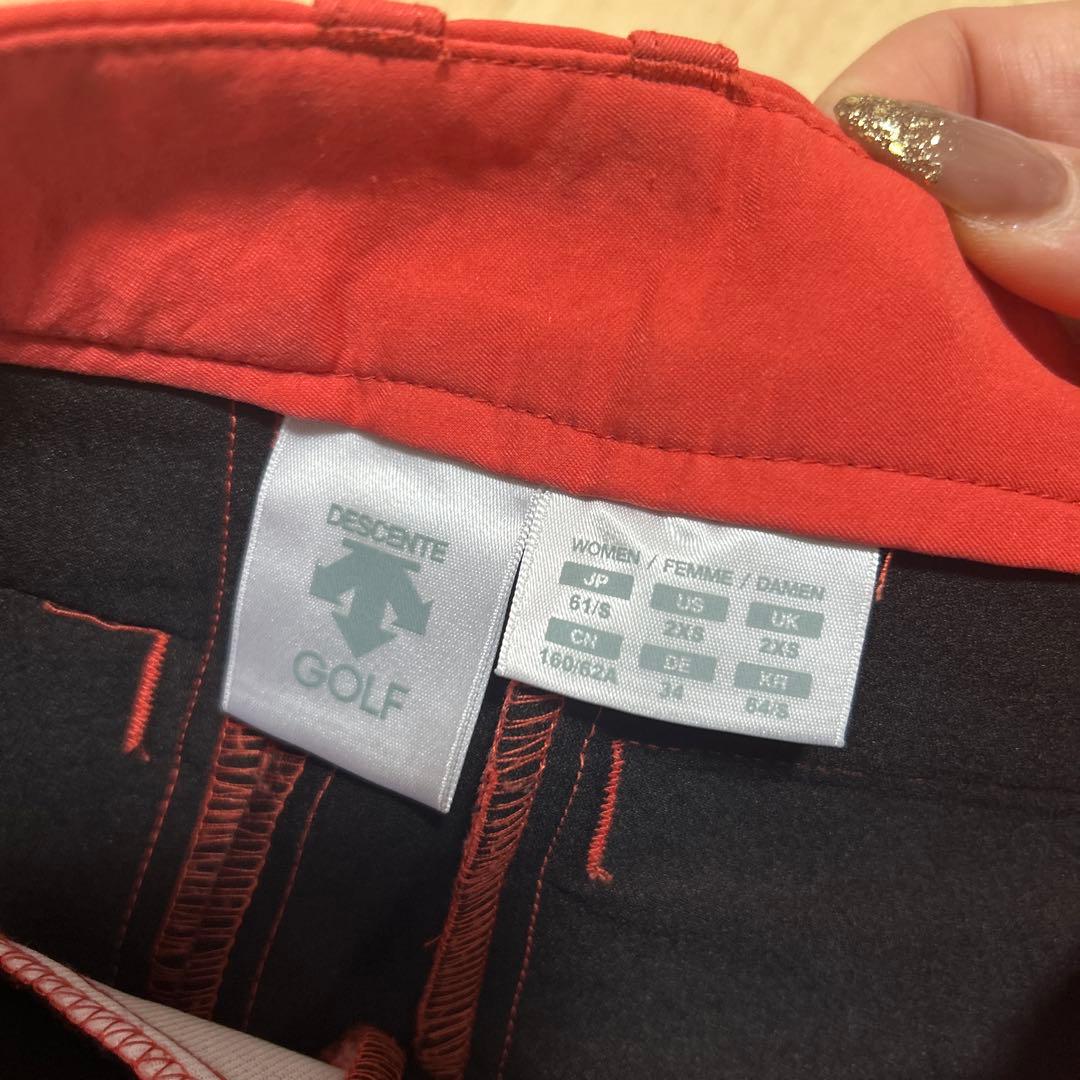 DESCENTE
GOLF
WOMEN / FEMME / DAMEN
JP US UK
61/S 2XS 2XS
CN DE KR
160/62A 34 64/S